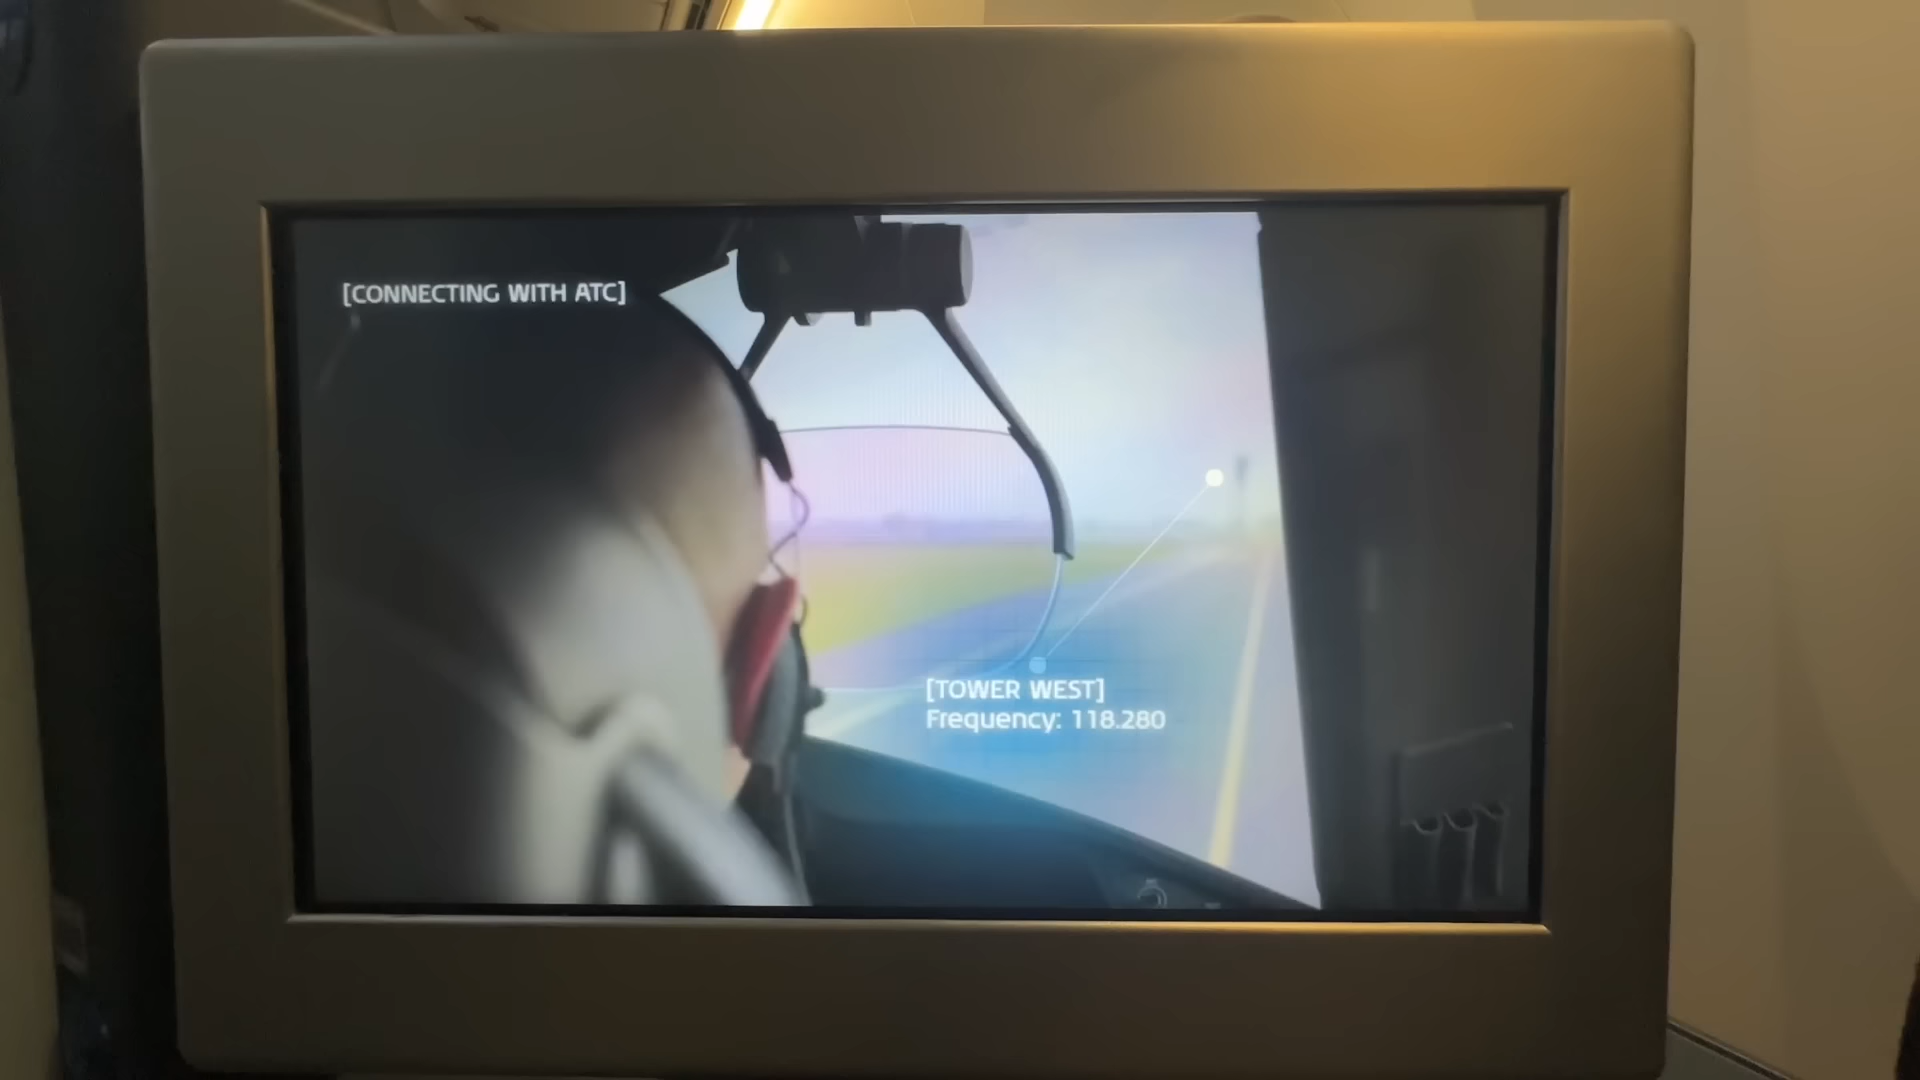 [CONNECTING WITH ATC]
[TOWER WEST]
Frequency: 118.280